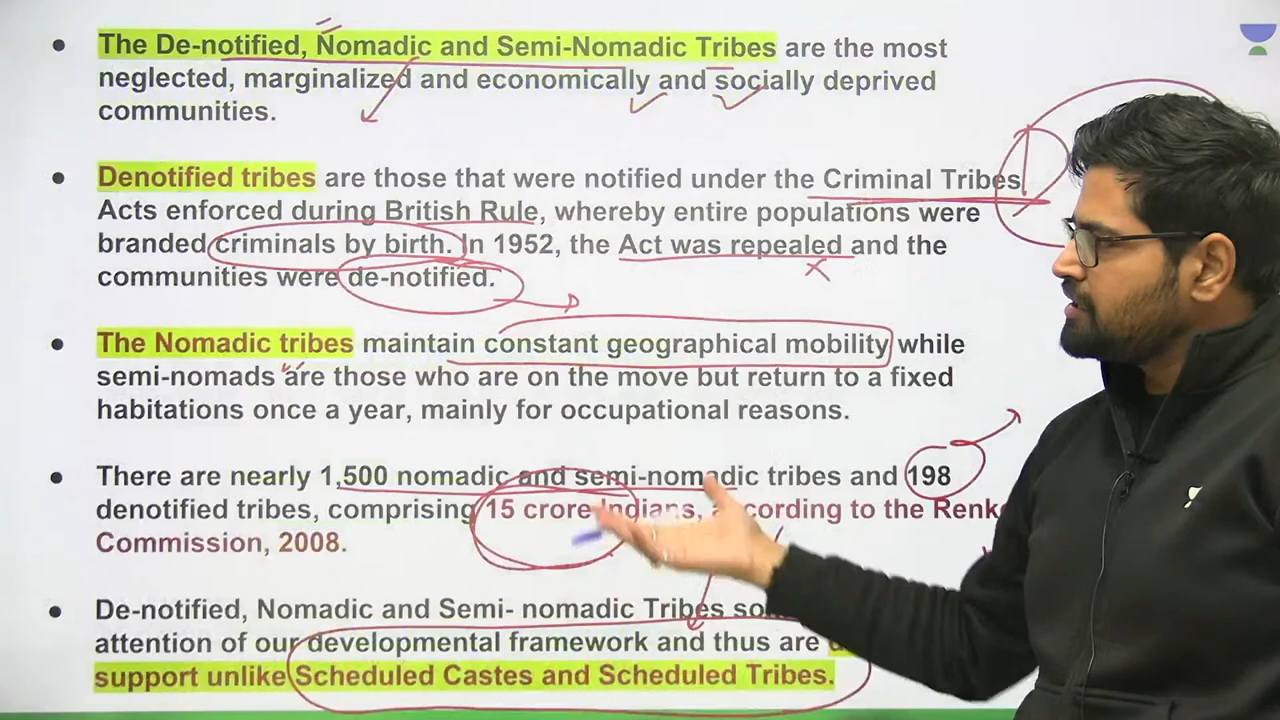 The De-notified, Nomadic and Semi-Nomadic Tribes are the most
neglected, marginalized and economically and socially deprived
communities.
Denotified tribes are those that were notified under the Criminal Tribes
Acts enforced during British Rule, whereby entire populations were
branded criminals by birth. In 1952, the Act was repealed and the
communities were de-notified.
The Nomadic tribes maintain constant geographical mobility while
semi-nomads are those who are on the move but return to a fixed
habitations once a year, mainly for occupational reasons.
There are nearly 1,500 nomadic and semi-nomadic tribes and 198
denotified tribes, comprising 15 crore Indians, according to the
Commission, 2008.
De-notified, Nomadic and Semi- nomadic Tribes
attention of our developmental framework and thus are
support unlike Scheduled Castes and Scheduled Tribes.